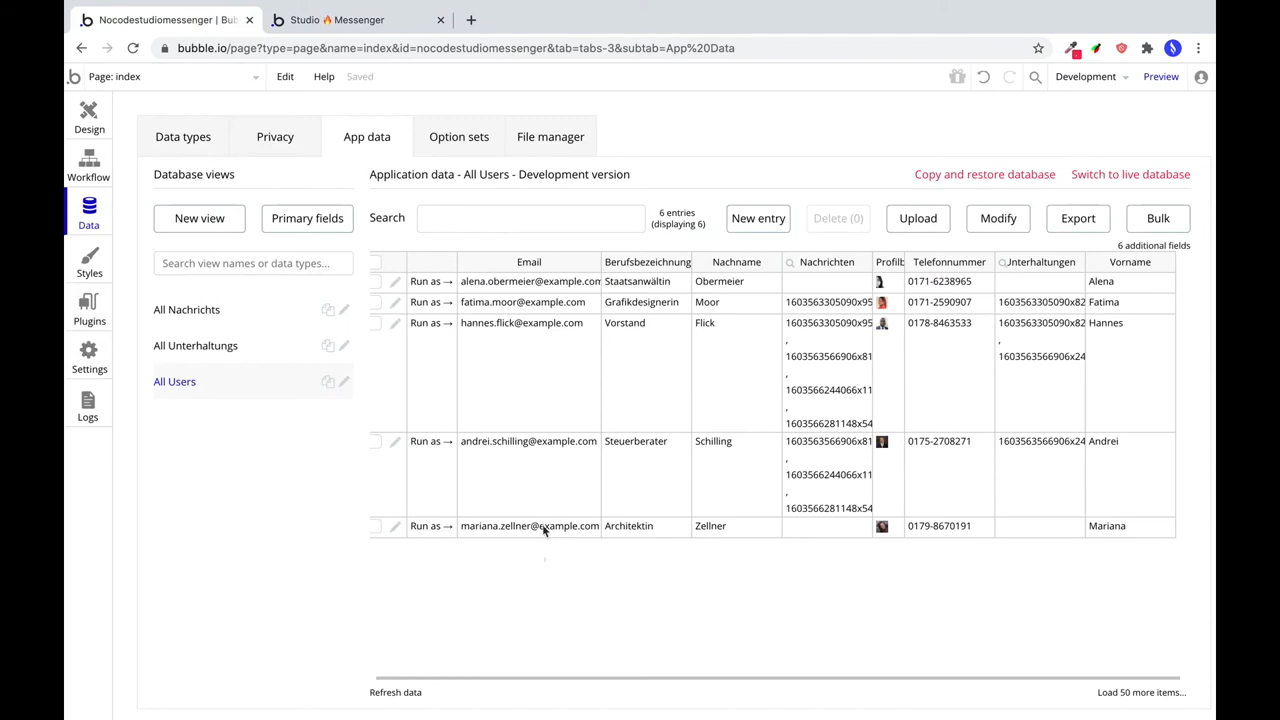 Nocodestudiomessenger | Bub
Studio 🔥 Messenger
bubble.io/page?type=page&name=index&id=nocodestudiomessenger&tab=tabs-3&subtab=App%20Data
Page: index
Edit
Help
Saved
Development
Preview
Design
Workflow
Data
Styles
Plugins
Settings
Logs
Data types
Privacy
App data
Option sets
File manager
Database views
New view
Primary fields
Search view names or data types...
All Nachrichts
All Unterhaltungs
All Users
Application data - All Users - Development version
Copy and restore database
Switch to live database
Search
6 entries
(displaying 6)
New entry
Delete (0)
Upload
Modify
Export
Bulk
6 additional fields
Email Berufsbezeichnung Nachname Nachrichten Profilb Telefonnummer Unterhaltungen Vorname
Run as → alena.obermeier@example.com Staatsanwältin Obermeier 0171-6238965 Alena
Run as → fatima.moor@example.com Grafikdesignerin Moor 1603563305090x95 0171-2590907 1603563305090x82 Fatima
Run as → hannes.flick@example.com Vorstand Flick 1603563305090x95 0178-8463533 1603563305090x82 Hannes
, ,
1603563566906x81 1603563566906x24
,
1603566244066x11
,
1603566281148x54
Run as → andrei.schilling@example.com Steuerberater Schilling 1603563566906x81 0175-2708271 1603563566906x24 Andrei
,
1603566244066x11
,
1603566281148x54
Run as → mariana.zellner@example.com Architektin Zellner 0179-8670191 Mariana
Refresh data
Load 50 more items...